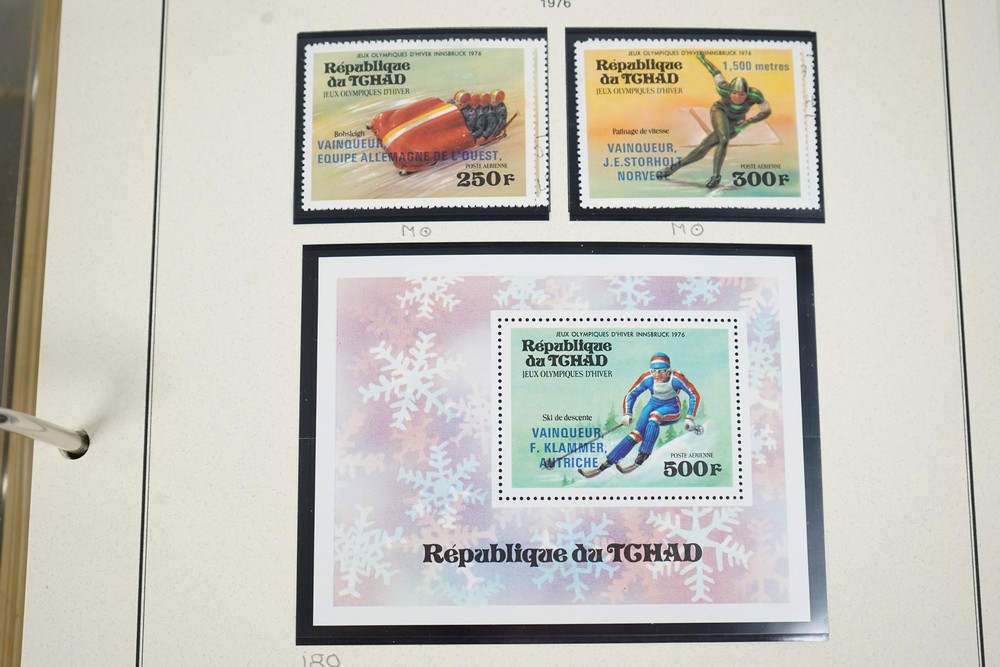 1976
JEUX OLYMPIQUES D'HIVER INNSBRUCK 1976
République
du TCHAD
JEUX OLYMPIQUES D'HIVER
Bobsleigh
VAINQUEUR,
EQUIPE ALLEMAGNE DE L'OUEST,
POSTE AERIENNE
250F
JEUX OLYMPIQUES D'HIVER INNSBRUCK 1976
République
du TCHAD
1,500 metres
JEUX OLYMPIQUES D'HIVER
Patinage de vitesse
VAINQUEUR,
J.E.STORHOLT,
NORVEGE
POSTE AERIENNE
300F
M⊙
M⊙
JEUX OLYMPIQUES D'HIVER INNSBRUCK 1976
République
du TCHAD
JEUX OLYMPIQUES D'HIVER
Ski de descente
VAINQUEUR,
F. KLAMMER,
AUTRICHE
POSTE AERIENNE
500F
République du TCHAD
180